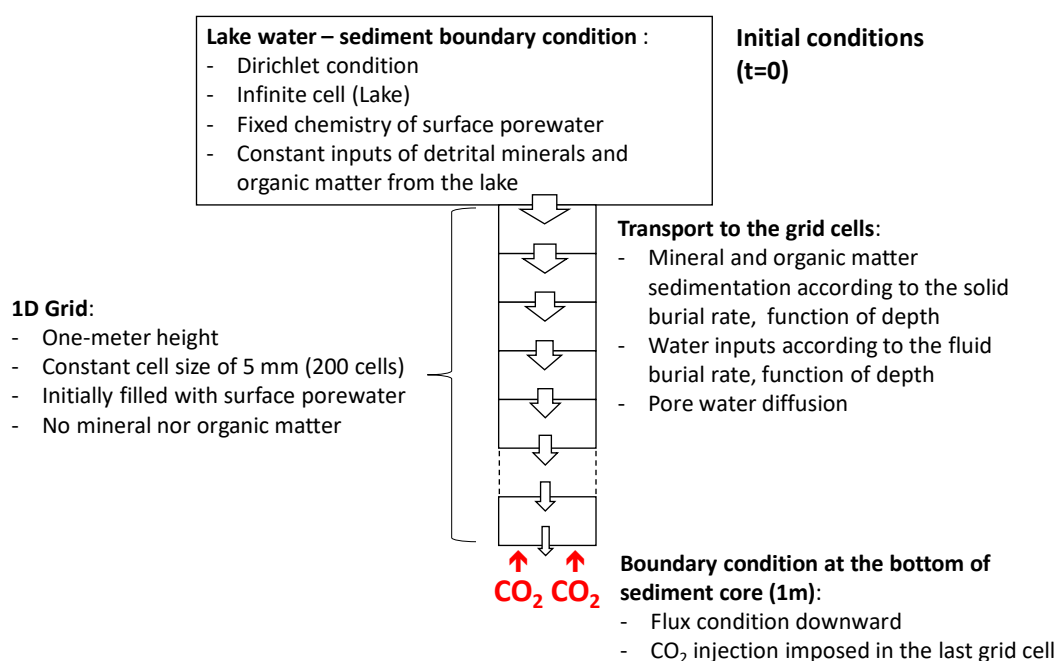 Lake water – sediment boundary condition :
- Dirichlet condition
- Infinite cell (Lake)
- Fixed chemistry of surface porewater
- Constant inputs of detrital minerals and
organic matter from the lake
Initial conditions
(t=0)
Transport to the grid cells:
- Mineral and organic matter
sedimentation according to the solid
burial rate, function of depth
- Water inputs according to the fluid
burial rate, function of depth
- Pore water diffusion
1D Grid:
- One-meter height
- Constant cell size of 5 mm (200 cells)
- Initially filled with surface porewater
- No mineral nor organic matter
CO₂ CO₂
Boundary condition at the bottom of
sediment core (1m):
- Flux condition downward
- CO₂ injection imposed in the last grid cell